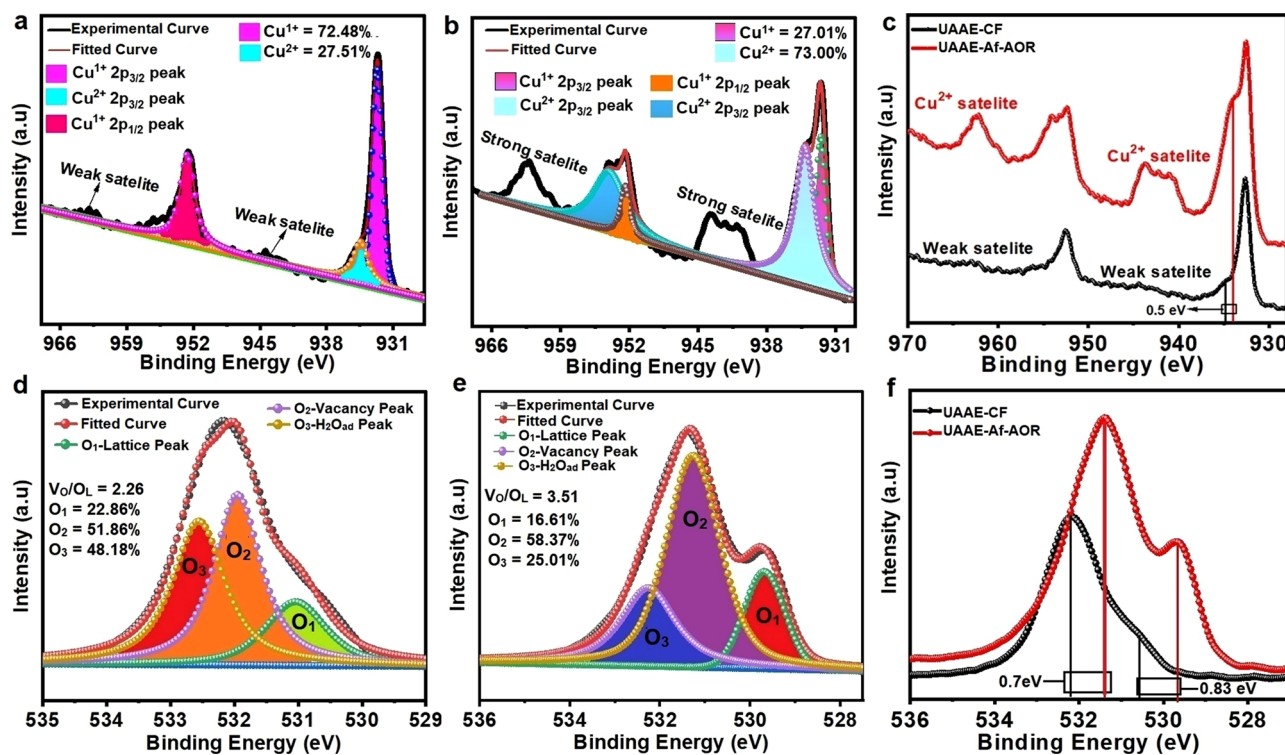 a
Experimental Curve
Fitted Curve
Cu1+ = 72.48%
Cu2+ = 27.51%
Cu1+ 2p3/2 peak
Cu2+ 2p3/2 peak
Cu1+ 2p1/2 peak
Weak satelite
Weak satelite
Intensity (a.u)
966 959 952 945 938 931
Binding Energy (eV)
b
Experimental Curve
Fitted Curve
Cu1+ = 27.01%
Cu2+ = 73.00%
Cu1+ 2p3/2 peak
Cu1+ 2p1/2 peak
Cu2+ 2p3/2 peak
Cu2+ 2p3/2 peak
Strong satelite
Strong satelite
Intensity (a.u)
966 959 952 945 938 931
Binding Energy (eV)
c
UAAE-CF
UAAE-Af-AOR
Cu2+ satelite
Cu2+ satelite
Weak satelite
Weak satelite
0.5 eV
Intensity (a.u)
970 960 950 940 930
Binding Energy (eV)
d
Experimental Curve
Fitted Curve
O1-Lattice Peak
O2-Vacancy Peak
O3-H2Oad Peak
VO/OL = 2.26
O1 = 22.86%
O2 = 51.86%
O3 = 48.18%
O3
O2
O1
Intensity (a.u)
535 534 533 532 531 530 529
Binding Energy (eV)
e
Experimental Curve
Fitted Curve
O1-Lattice Peak
O2-Vacancy Peak
O3-H2Oad Peak
VO/OL = 3.51
O1 = 16.61%
O2 = 58.37%
O3 = 25.01%
O2
O3
O1
Intensity (a.u)
536 534 532 530 528
Binding Energy (eV)
f
UAAE-CF
UAAE-Af-AOR
0.7eV
0.83 eV
Intensity (a.u)
536 534 532 530 528
Binding Energy (eV)